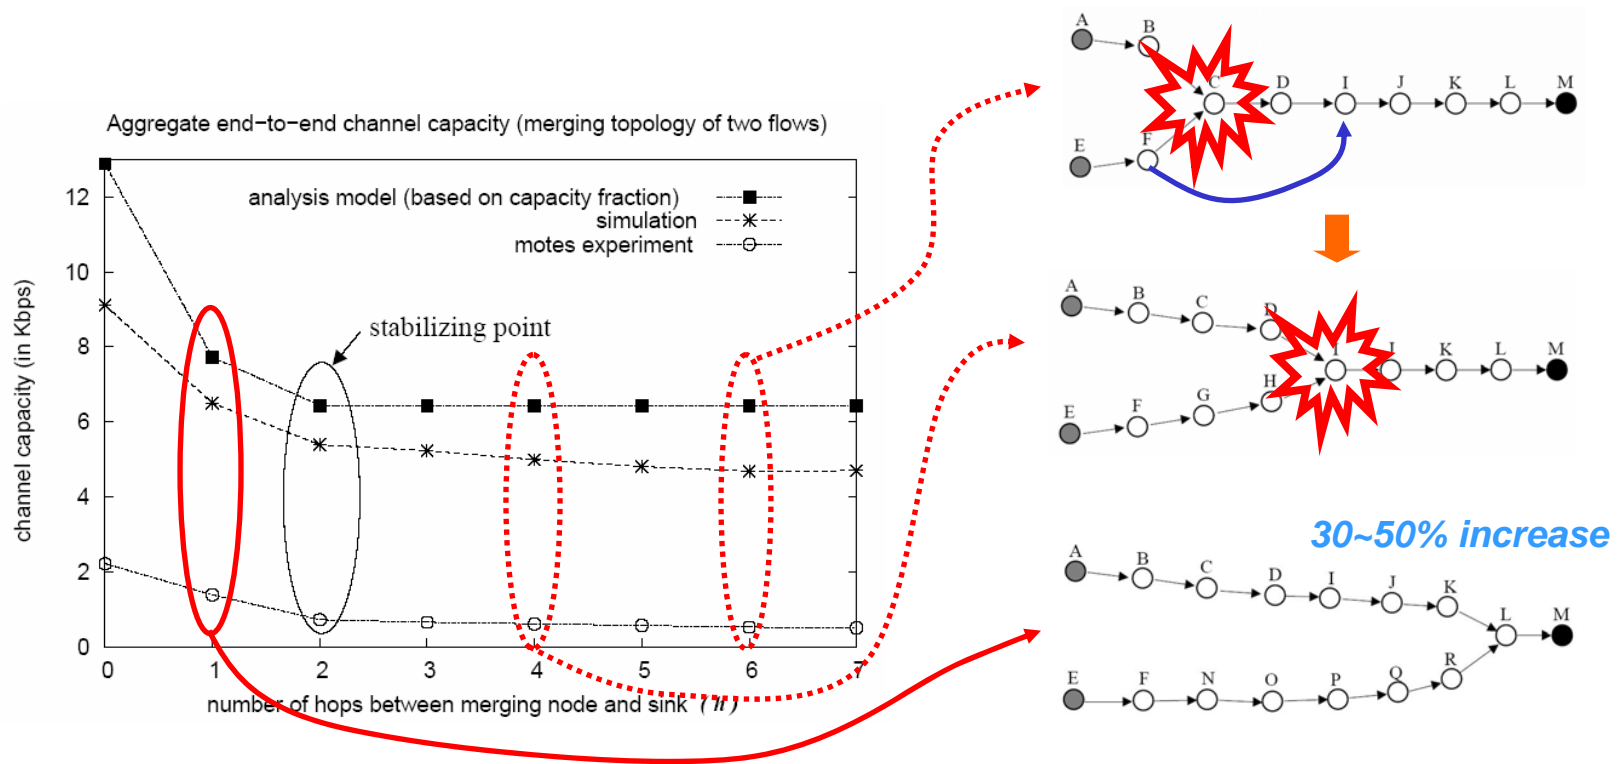 Aggregate end−to−end channel capacity (merging topology of two flows)
analysis model (based on capacity fraction)
simulation
motes experiment
stabilizing point
channel capacity (in Kbps)
12
10
8
6
4
2
0
0 1 2 3 4 5 6 7
number of hops between merging node and sink (h)
A B
C D I J K L M
E F
A B C D
I J K L M
E F G H
30~50% increase
A B C D I J K
L M
E F N O P Q R